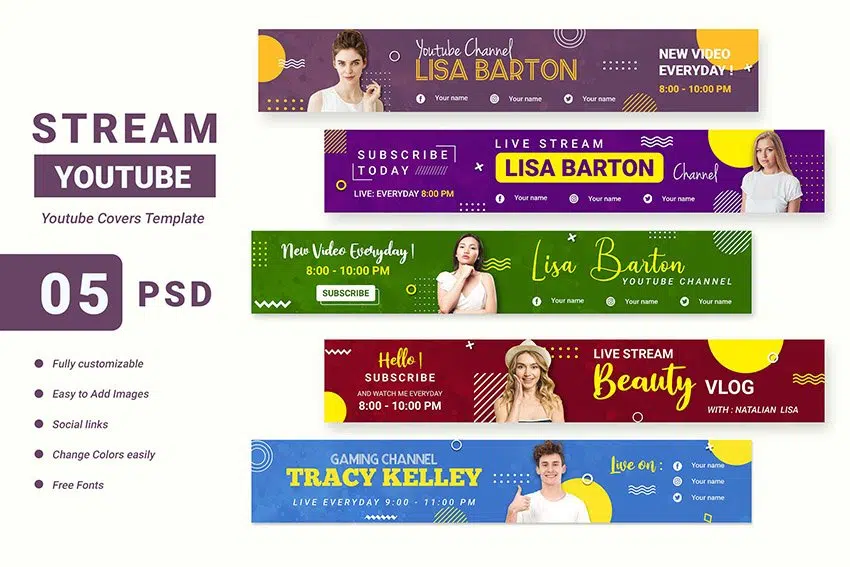 STREAM
YOUTUBE
Youtube Covers Template
05 PSD
Fully customizable
Easy to Add Images
Social links
Change Colors easily
Free Fonts
Youtube Channel
LISA BARTON
Your name Your name Your name
NEW VIDEO
EVERYDAY !
8:00 - 10:00 PM
SUBSCRIBE
TODAY
LIVE: EVERYDAY 8:00 PM
LIVE STREAM
LISA BARTON Channel
Your name Your name Your name
New Video Everyday !
8:00 - 10:00 PM
SUBSCRIBE
Lisa Barton
YOUTUBE CHANNEL
Your name Your name Your name
Hello !
SUBSCRIBE
AND WATCH ME EVERYDAY
8:00 - 10:00 PM
LIVE STREAM
Beauty VLOG
WITH : NATALIAN LISA
GAMING CHANNEL
TRACY KELLEY
LIVE EVERYDAY 9:00 - 11:00 PM
Live on :
Your name
Your name
Your name